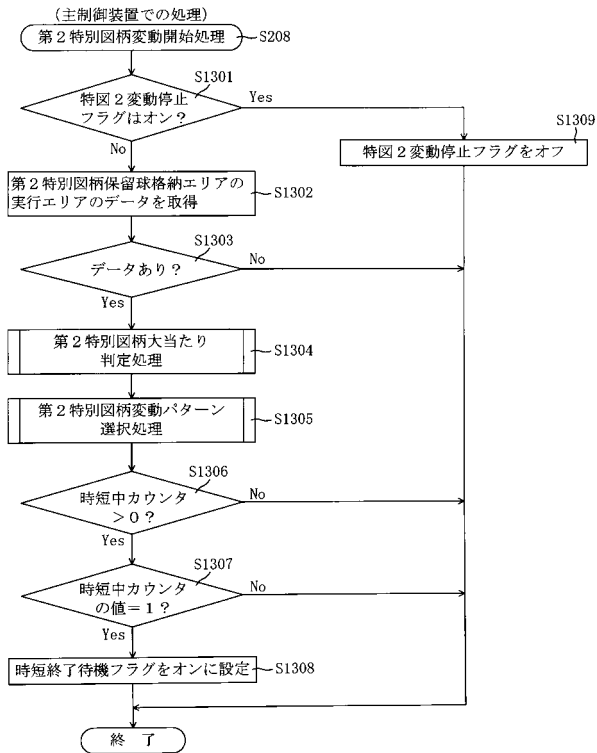 (主制御装置での処理)
第2特別図柄変動開始処理
S208
S1301
特図2変動停止
フラグはオン?
Yes
No
S1309
特図2変動停止フラグをオフ
第2特別図柄保留球格納エリアの
実行エリアのデータを取得
S1302
S1303
データあり?
No
Yes
第2特別図柄大当たり
判定処理
S1304
第2特別図柄変動パターン
選択処理
S1305
S1306
時短中カウンタ
>0?
No
Yes
S1307
時短中カウンタ
の値=1?
No
Yes
時短終了待機フラグをオンに設定
S1308
終 了